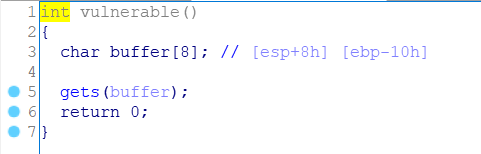 1 int vulnerable()
2 {
3   char buffer[8]; // [esp+8h] [ebp-10h]
4
5   gets(buffer);
6   return 0;
7 }